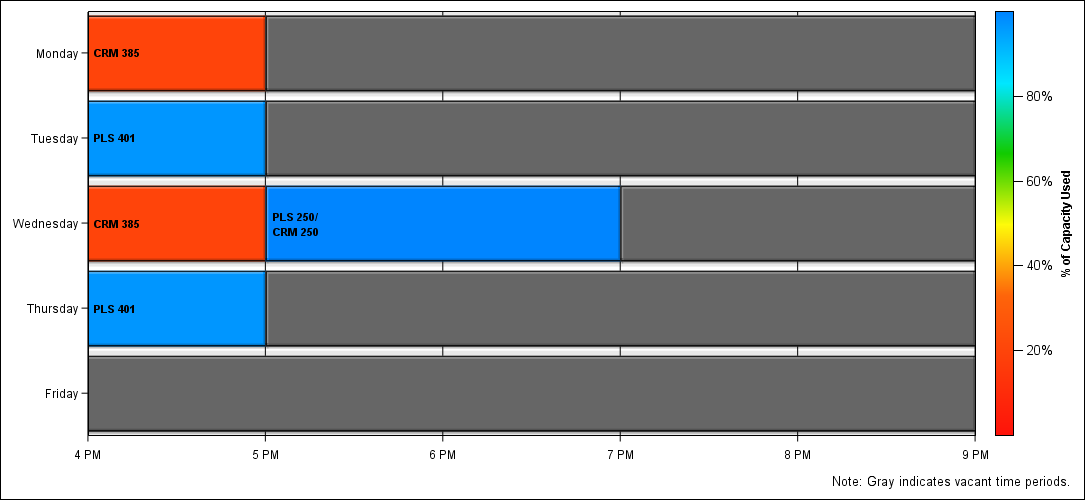 Monday
CRM 385
Tuesday
PLS 401
Wednesday
CRM 385
PLS 250/
CRM 250
Thursday
PLS 401
Friday
4 PM
5 PM
6 PM
7 PM
8 PM
9 PM
80%
60%
40%
20%
% of Capacity Used
Note: Gray indicates vacant time periods.